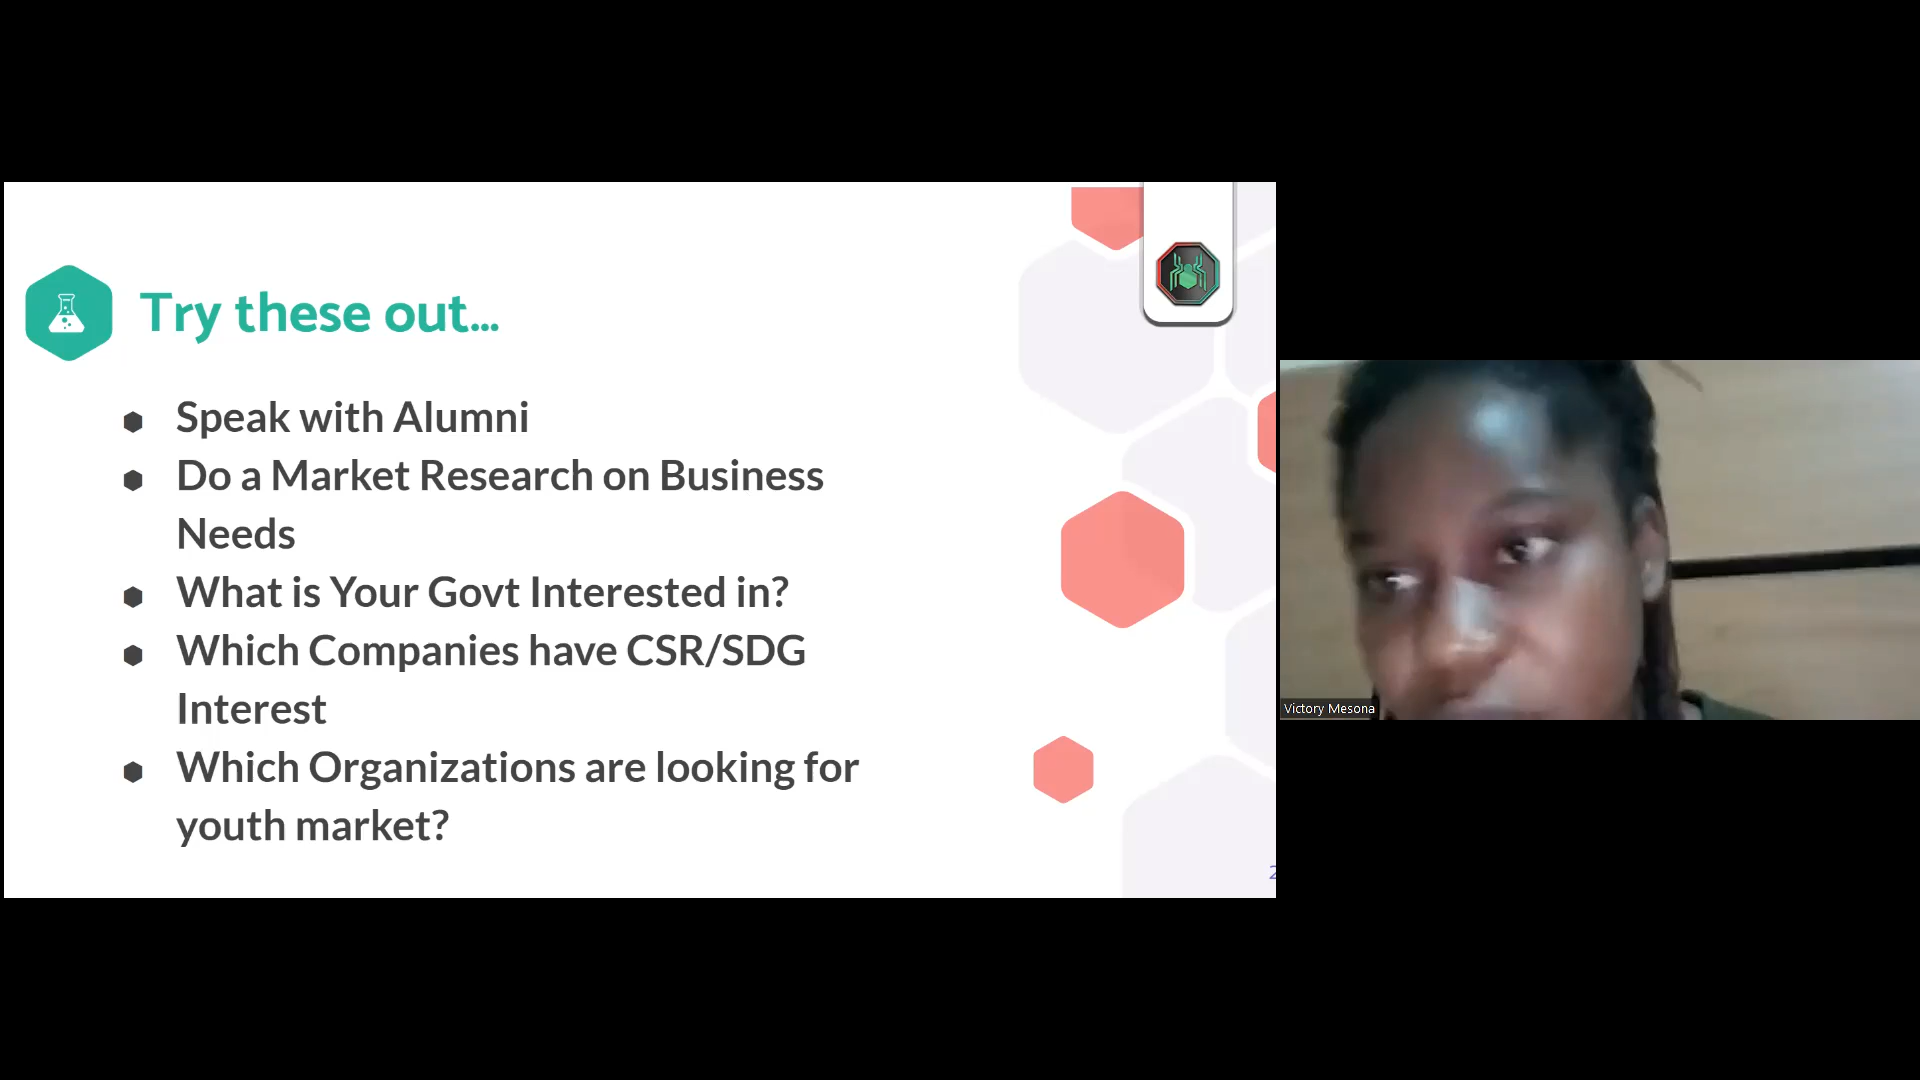 Try these out...
Speak with Alumni
Do a Market Research on Business
Needs
What is Your Govt Interested in?
Which Companies have CSR/SDG
Interest
Which Organizations are looking for
youth market?
2
Victory Mesona